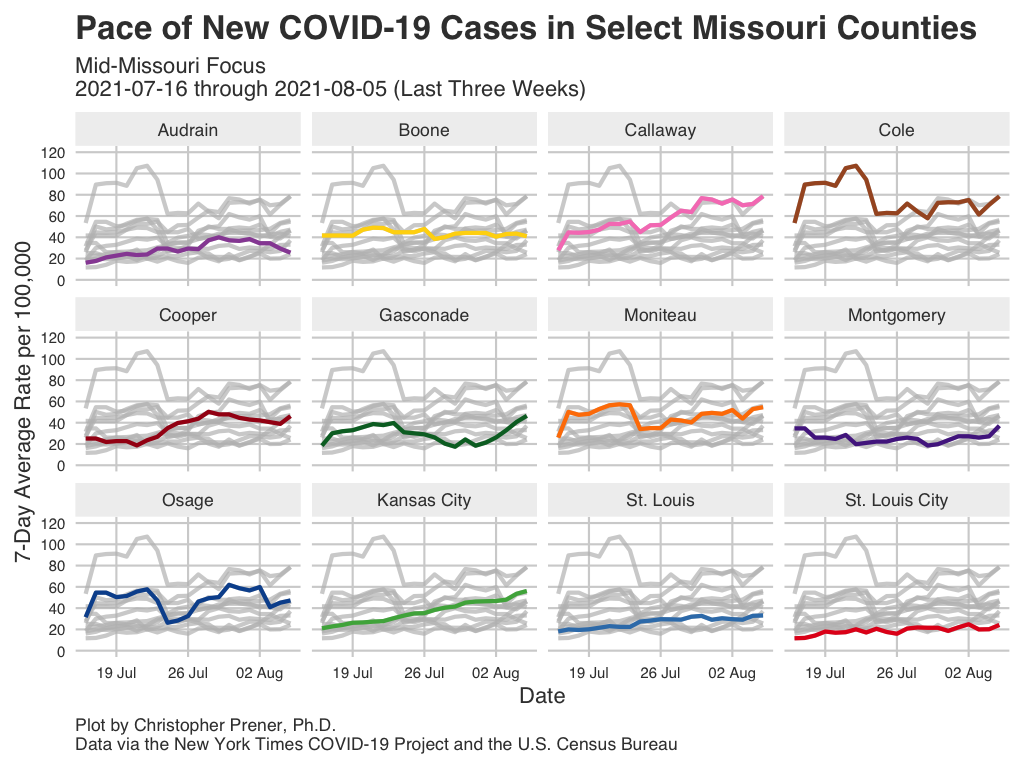 Pace of New COVID-19 Cases in Select Missouri Counties
Mid-Missouri Focus
2021-07-16 through 2021-08-05 (Last Three Weeks)
Audrain Boone Callaway Cole
120
100
80
60
40
20
0
Cooper Gasconade Moniteau Montgomery
120
100
80
60
40
20
0
Osage Kansas City St. Louis St. Louis City
120
100
80
60
40
20
0
7-Day Average Rate per 100,000
19 Jul 26 Jul 02 Aug 19 Jul 26 Jul 02 Aug 19 Jul 26 Jul 02 Aug 19 Jul 26 Jul 02 Aug
Date
Plot by Christopher Prener, Ph.D.
Data via the New York Times COVID-19 Project and the U.S. Census Bureau